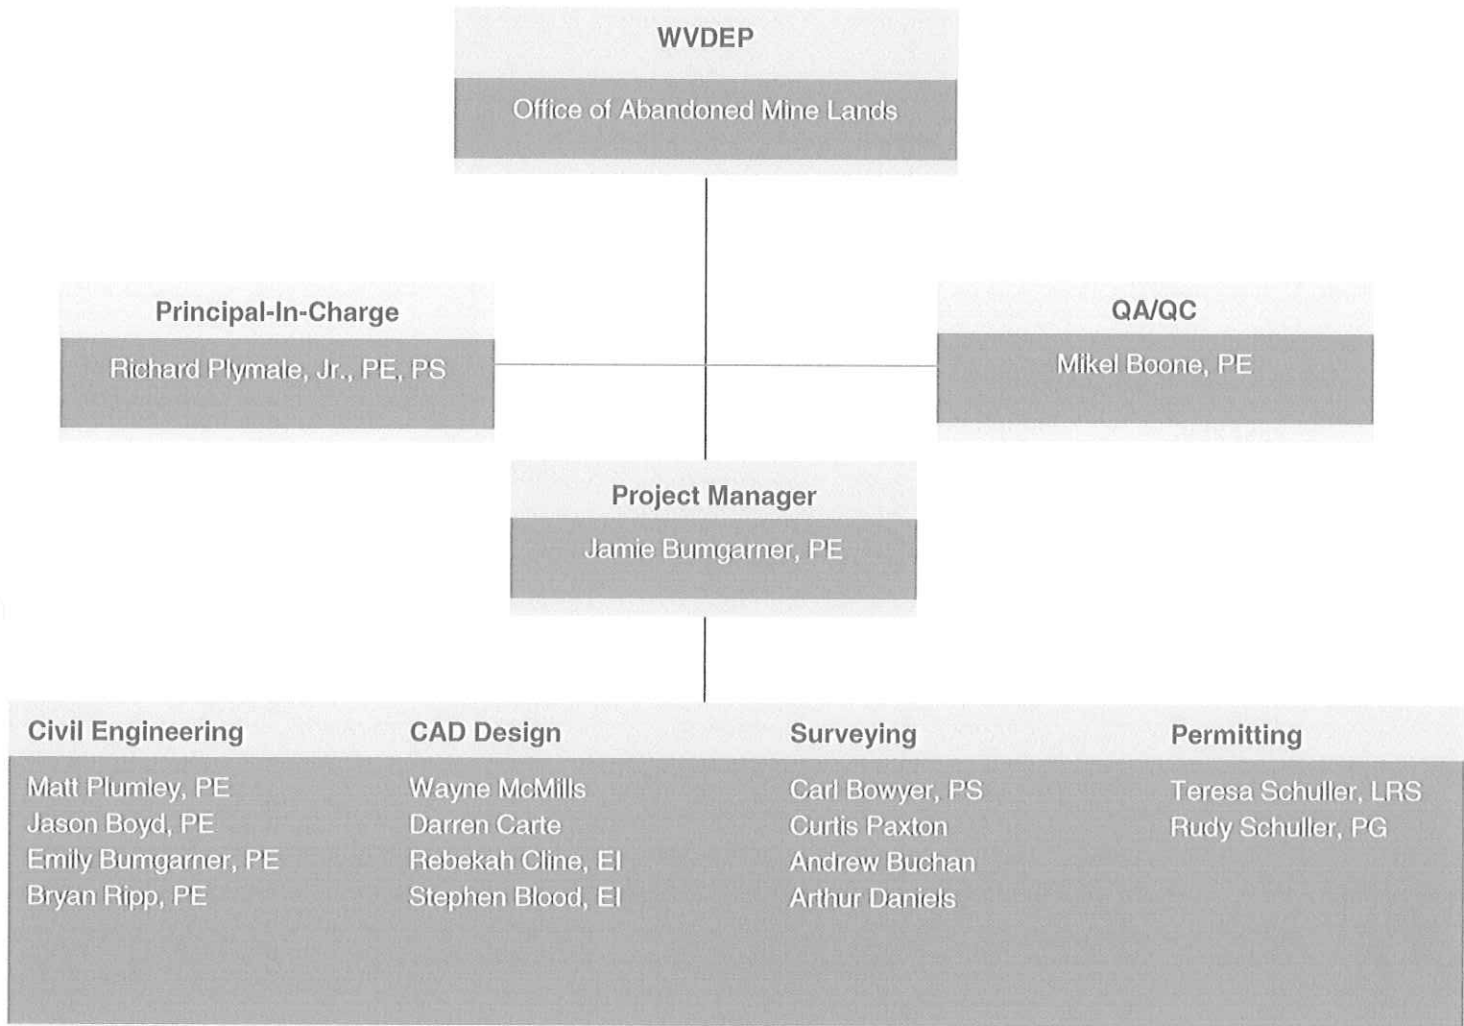 WVDEP
Office of Abandoned Mine Lands
Principal-In-Charge
Richard Plymale, Jr., PE, PS
QA/QC
Mikel Boone, PE
Project Manager
Jamie Bumgarner, PE
Civil Engineering
Matt Plumley, PE
Jason Boyd, PE
Emily Bumgarner, PE
Bryan Ripp, PE
CAD Design
Wayne McMills
Darren Carte
Rebekah Cline, EI
Stephen Blood, EI
Surveying
Carl Bowyer, PS
Curtis Paxton
Andrew Buchan
Arthur Daniels
Permitting
Teresa Schuller, LRS
Rudy Schuller, PG